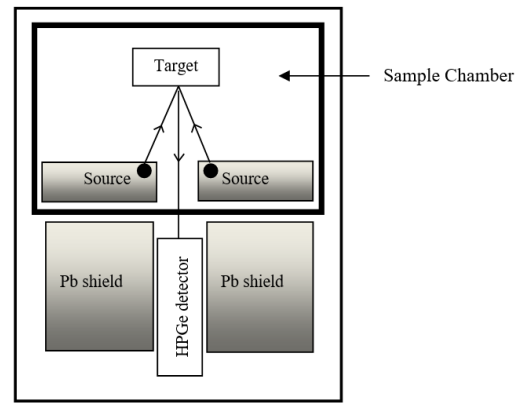 Target
Sample Chamber
Source
Source
Pb shield
Pb shield
HPGe detector